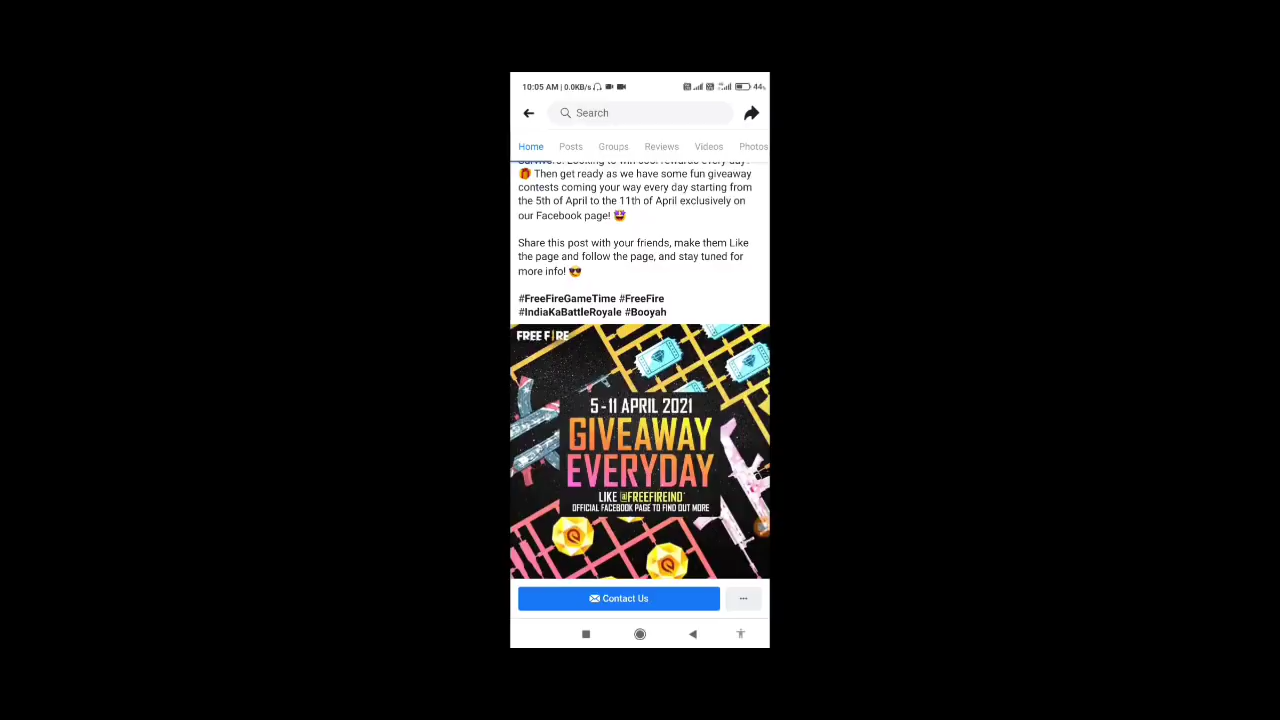 10:05 AM | 0.0KB/s
44%
Search
Home Posts Groups Reviews Videos Photos
🎁 Then get ready as we have some fun giveaway
contests coming your way every day starting from
the 5th of April to the 11th of April exclusively on
our Facebook page! 🤩
Share this post with your friends, make them Like
the page and follow the page, and stay tuned for
more info! 😎
#FreeFireGameTime #FreeFire
#IndiaKaBattleRoyale #Booyah
FREE FIRE
5-11 APRIL 2021
GIVEAWAY
EVERYDAY
LIKE @FREEFIREIND
OFFICIAL FACEBOOK PAGE TO FIND OUT MORE
Contact Us